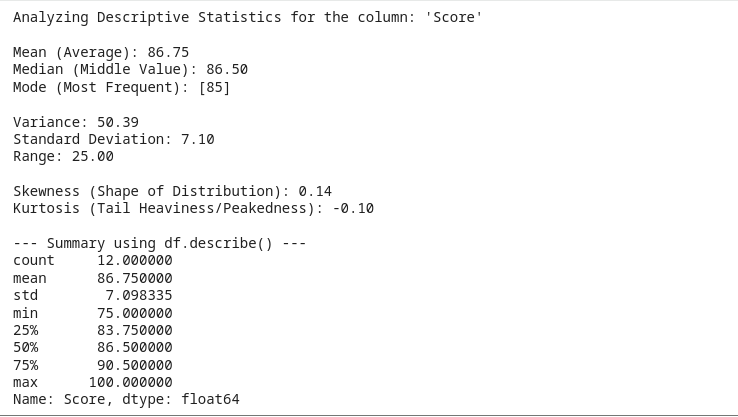 Analyzing Descriptive Statistics for the column: 'Score'
Mean (Average): 86.75
Median (Middle Value): 86.50
Mode (Most Frequent): [85]
Variance: 50.39
Standard Deviation: 7.10
Range: 25.00
Skewness (Shape of Distribution): 0.14
Kurtosis (Tail Heaviness/Peakedness): -0.10
--- Summary using df.describe() ---
count     12.000000
mean      86.750000
std        7.098335
min       75.000000
25%       83.750000
50%       86.500000
75%       90.500000
max      100.000000
Name: Score, dtype: float64